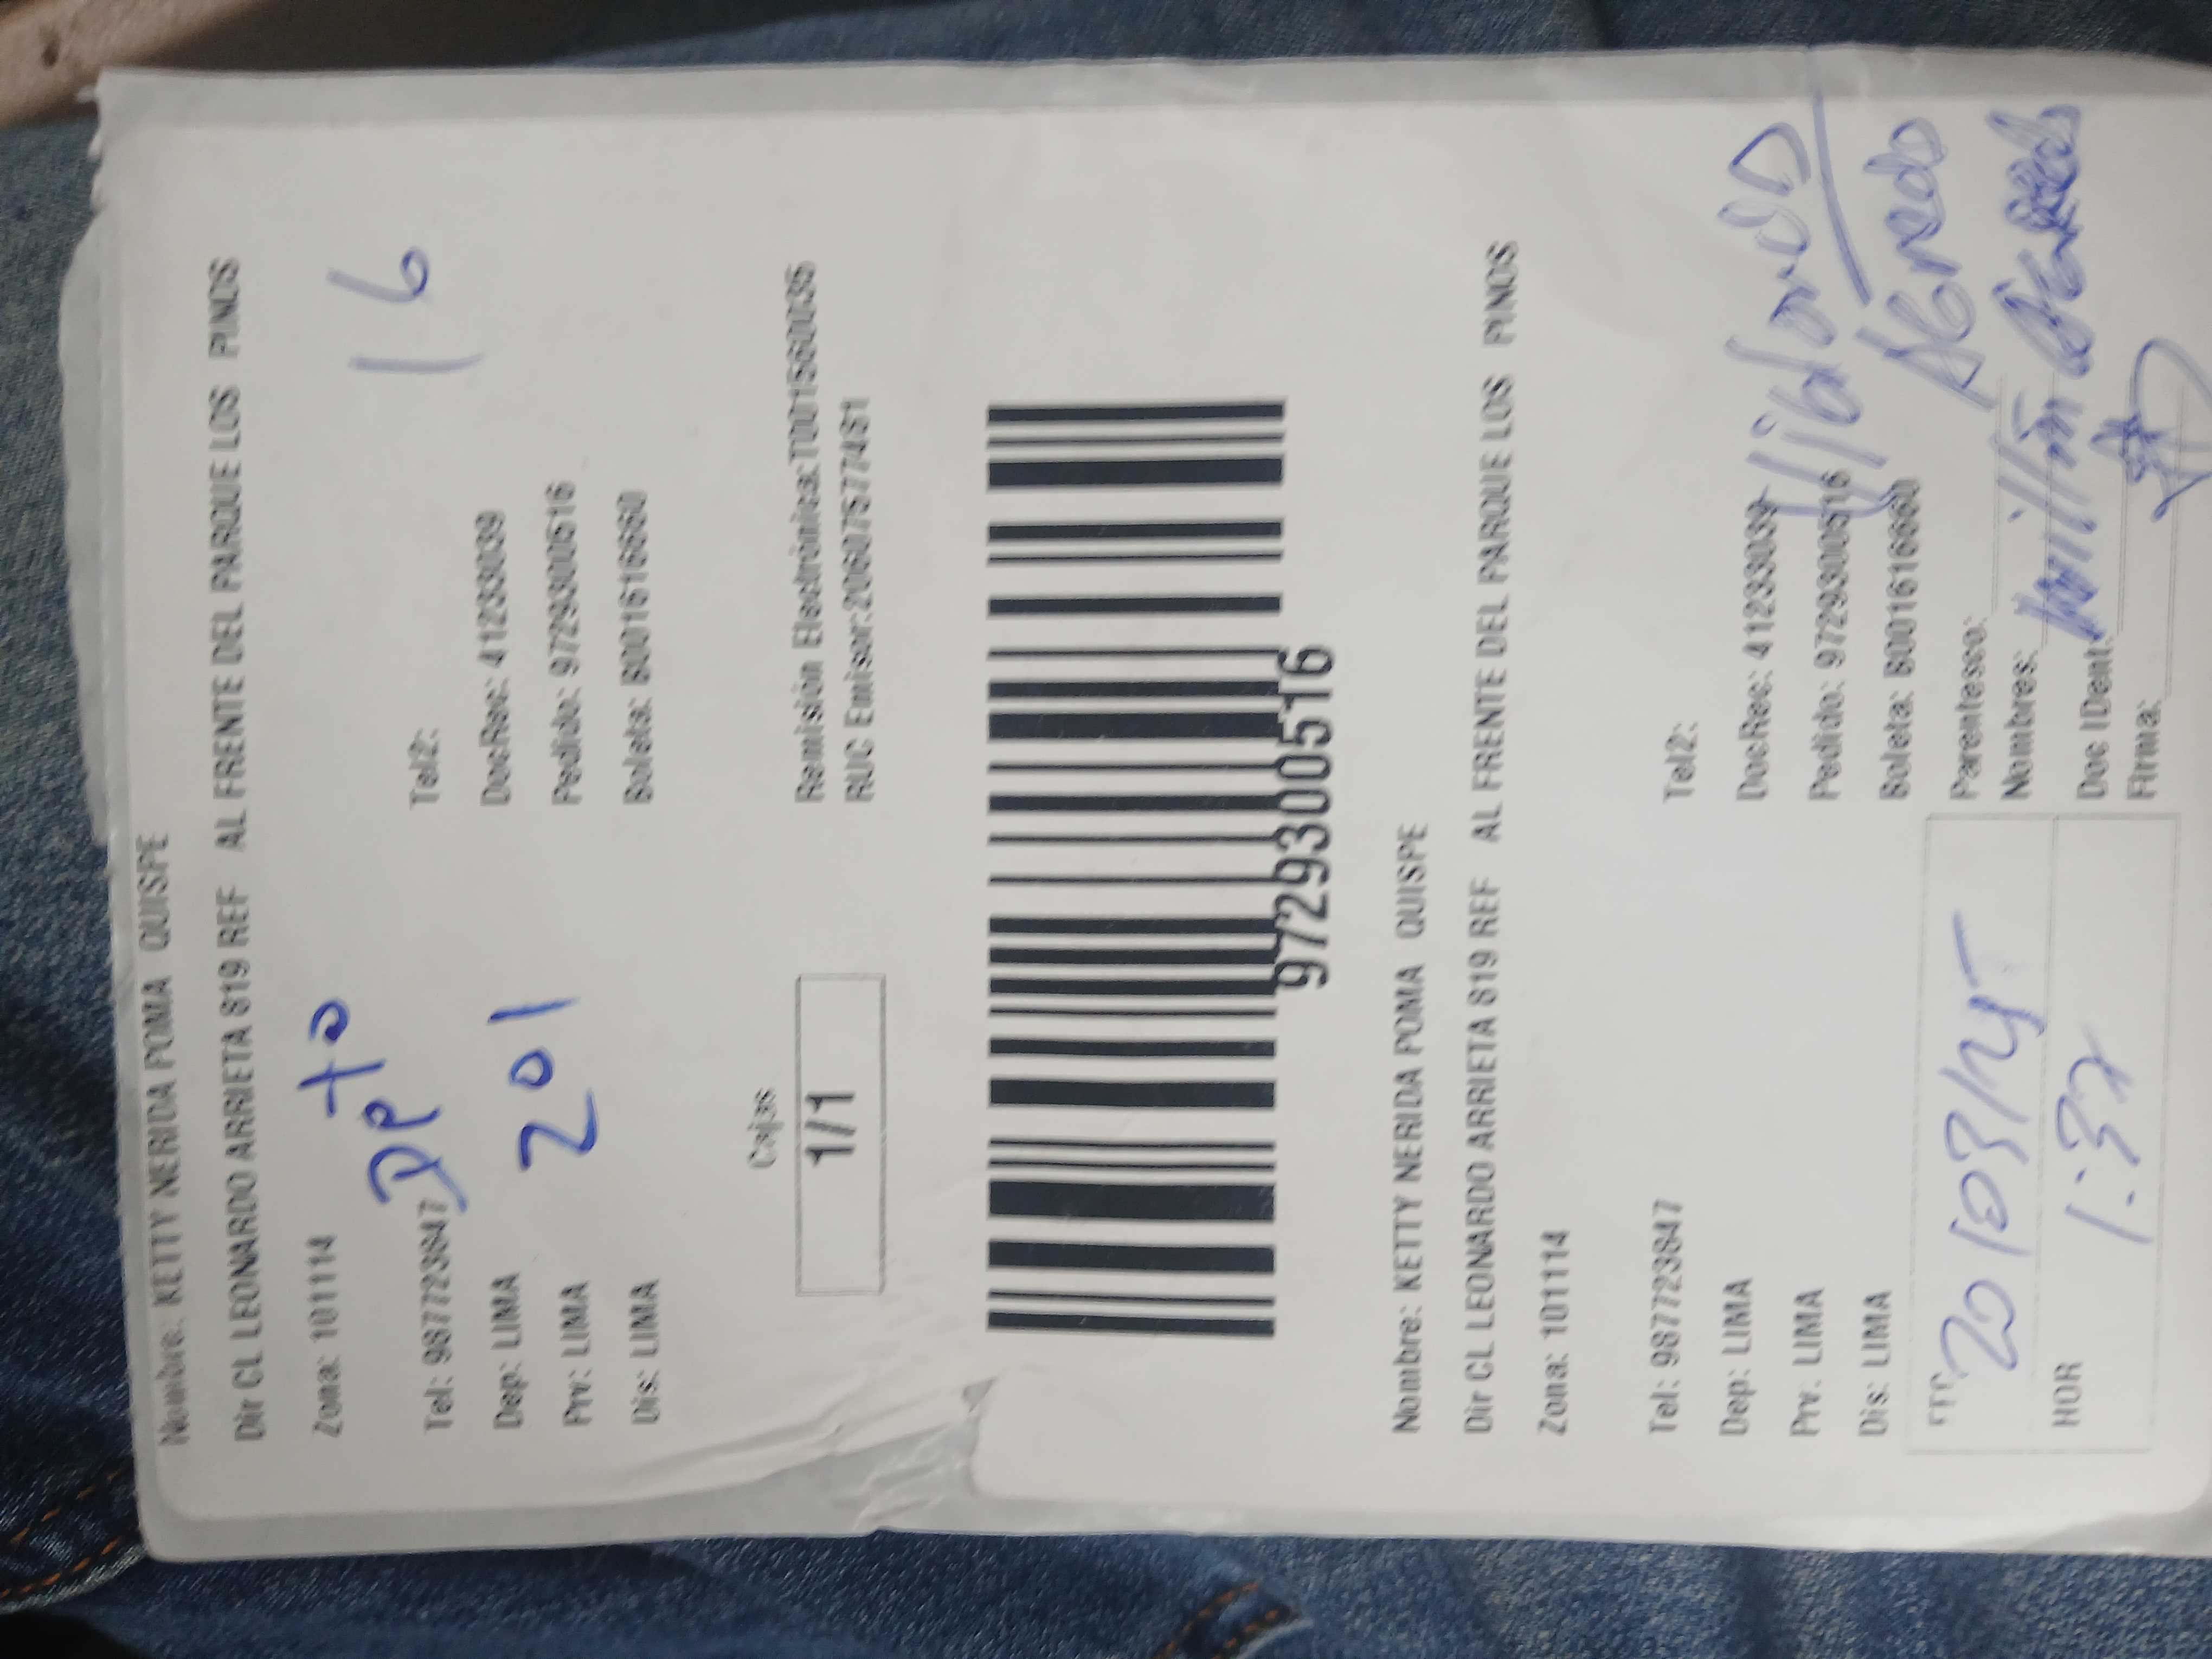 Nombre: KETTY NERIDA POMA QUISPE
Dir CL LEONARDO ARRIETA 819 REF AL FRENTE DEL PARQUE LOS PINOS
Zona: 101114
Dpto
16
Tel: 987723847
Tel2:
201
Dep: LIMA
DocRec: 41233039
Prv: LIMA
Pedido: 9729300516
Dis: LIMA
Boleta: B001616660
Cajas
1/1
Remisión Electrónica:T001560035
RUC Emisor:20607577451
9729300516
Nombre: KETTY NERIDA POMA QUISPE
Dir CL LEONARDO ARRIETA 819 REF AL FRENTE DEL PARQUE LOS PINOS
Zona: 101114
Tel: 987723847
Tel2:
Dep: LIMA
DocRec: 41233039
Prv: LIMA
Pedido: 9729300516
Dis: LIMA
Boleta: B001616660
Parentesco:
20/03/
Nombres:
HOR
Doc IDent:
Firma: